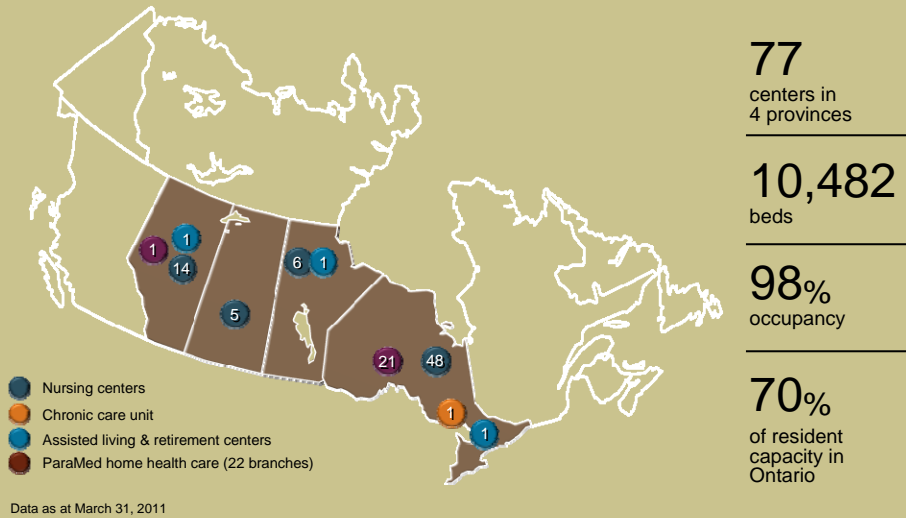 77
centers in
4 provinces
10,482
beds
98%
occupancy
70%
of resident
capacity in
Ontario
1
1
14
6
1
5
21
48
1
1
Nursing centers
Chronic care unit
Assisted living & retirement centers
ParaMed home health care (22 branches)
Data as at March 31, 2011